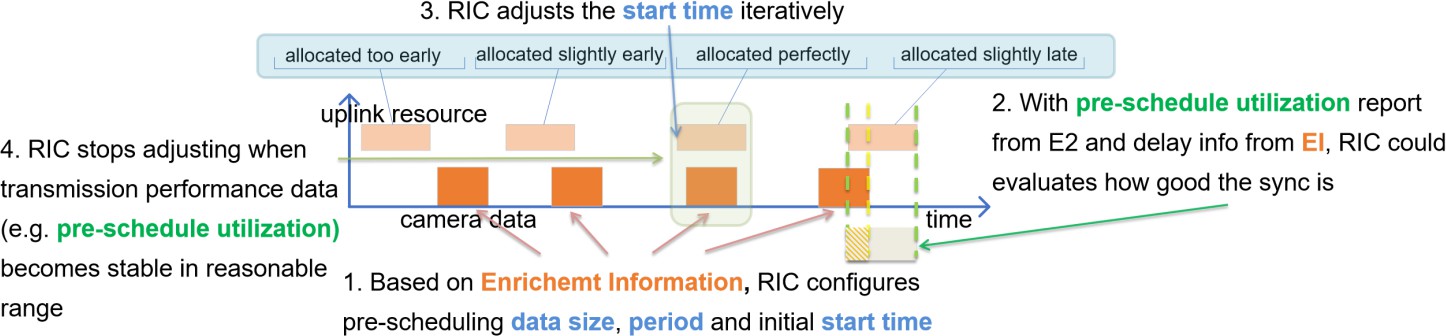 3. RIC adjusts the start time iteratively
allocated too early
allocated slightly early
allocated perfectly
allocated slightly late
uplink resource
camera data
time
2. With pre-schedule utilization report
from E2 and delay info from EI, RIC could
evaluates how good the sync is
4. RIC stops adjusting when
transmission performance data
(e.g. pre-schedule utilization)
becomes stable in reasonable
range
1. Based on Enrichemt Information, RIC configures
pre-scheduling data size, period and initial start time